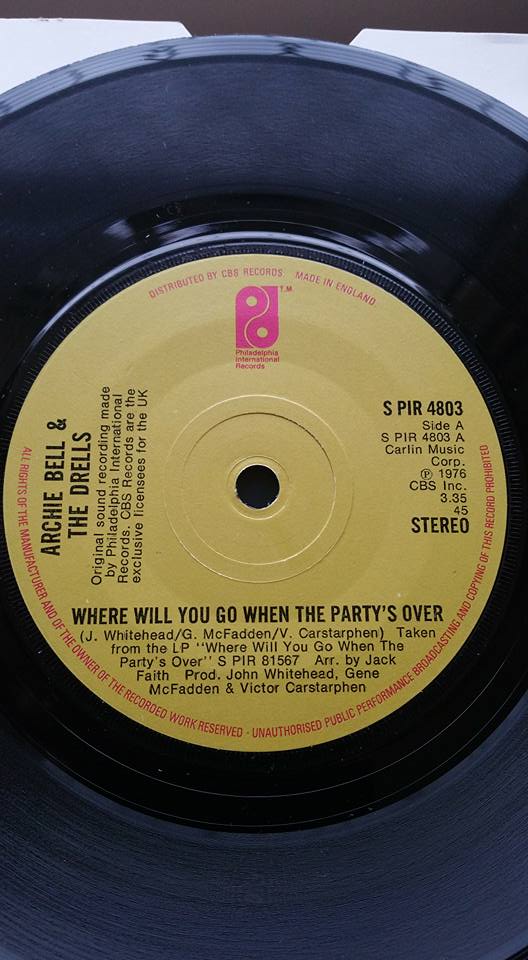 DISTRIBUTED BY CBS RECORDS MADE IN ENGLAND
T.M
Philadelphia
International
Records
ARCHIE BELL &
THE DRELLS
Original sound recording made
by Philadelphia International
Records. CBS Records are the
exclusive licensees for the UK
S PIR 4803
Side A
S PIR 4803 A
Carlin Music
Corp.
℗ 1976
CBS Inc.
3.35
45
STEREO
WHERE WILL YOU GO WHEN THE PARTY'S OVER
(J. Whitehead/G. McFadden/V. Carstarphen) Taken
from the LP "Where Will You Go When The
Party's Over" S PIR 81567 Arr. by Jack
Faith Prod. John Whitehead, Gene
McFadden & Victor Carstarphen
ALL RIGHTS OF THE MANUFACTURER AND OF THE OWNER OF THE RECORDED WORK RESERVED · UNAUTHORISED PUBLIC PERFORMANCE BROADCASTING AND COPYING OF THIS RECORD PROHIBITED